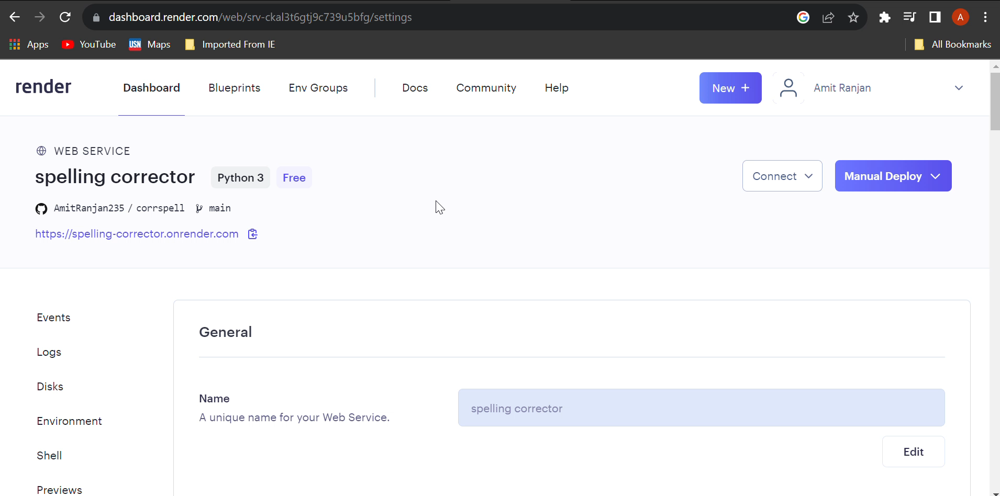 dashboard.render.com/web/srv-ckal3t6gtj9c739u5bfg/settings
G
A
Apps
YouTube
USN Maps
Imported From IE
All Bookmarks
render
Dashboard
Blueprints
Env Groups
Docs
Community
Help
New +
Amit Ranjan
WEB SERVICE
spelling corrector
Python 3
Free
Connect
Manual Deploy
AmitRanjan235 / corrspell
main
https://spelling-corrector.onrender.com
Events
Logs
Disks
Environment
Shell
Previews
General
Name
A unique name for your Web Service.
spelling corrector
Edit